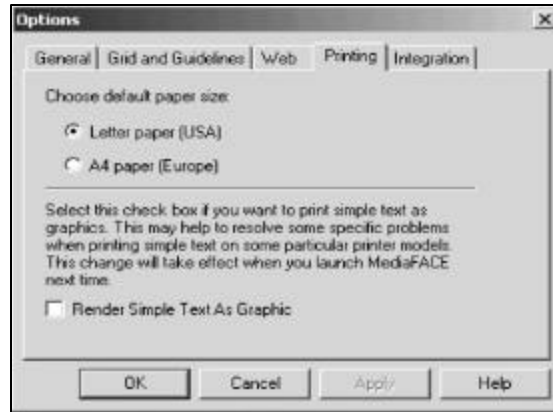 Options
General Grid and Guidelines Web Printing Integration
Choose default paper size:
Letter paper (USA)
A4 paper (Europe)
Select this check box if you want to print simple text as
graphics. This may help to resolve some specific problems
when printing simple text on some particular printer models.
This change will take effect when you launch MediaFACE
next time.
Render Simple Text As Graphic
OK Cancel Apply Help